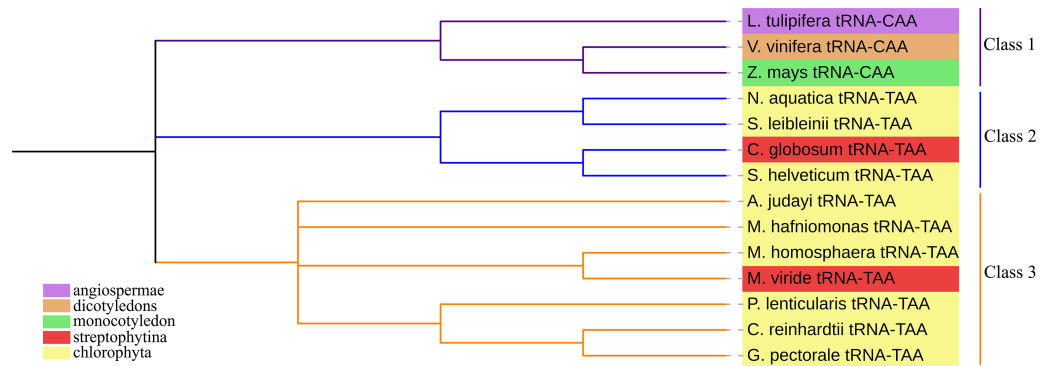 L. tulipifera tRNA-CAA
V. vinifera tRNA-CAA
Z. mays tRNA-CAA
Class 1
N. aquatica tRNA-TAA
S. leibleinii tRNA-TAA
C. globosum tRNA-TAA
S. helveticum tRNA-TAA
Class 2
A. judayi tRNA-TAA
M. hafniomonas tRNA-TAA
M. homosphaera tRNA-TAA
M. viride tRNA-TAA
P. lenticularis tRNA-TAA
C. reinhardtii tRNA-TAA
G. pectorale tRNA-TAA
Class 3
angiospermae
dicotyledons
monocotyledon
streptophytina
chlorophyta